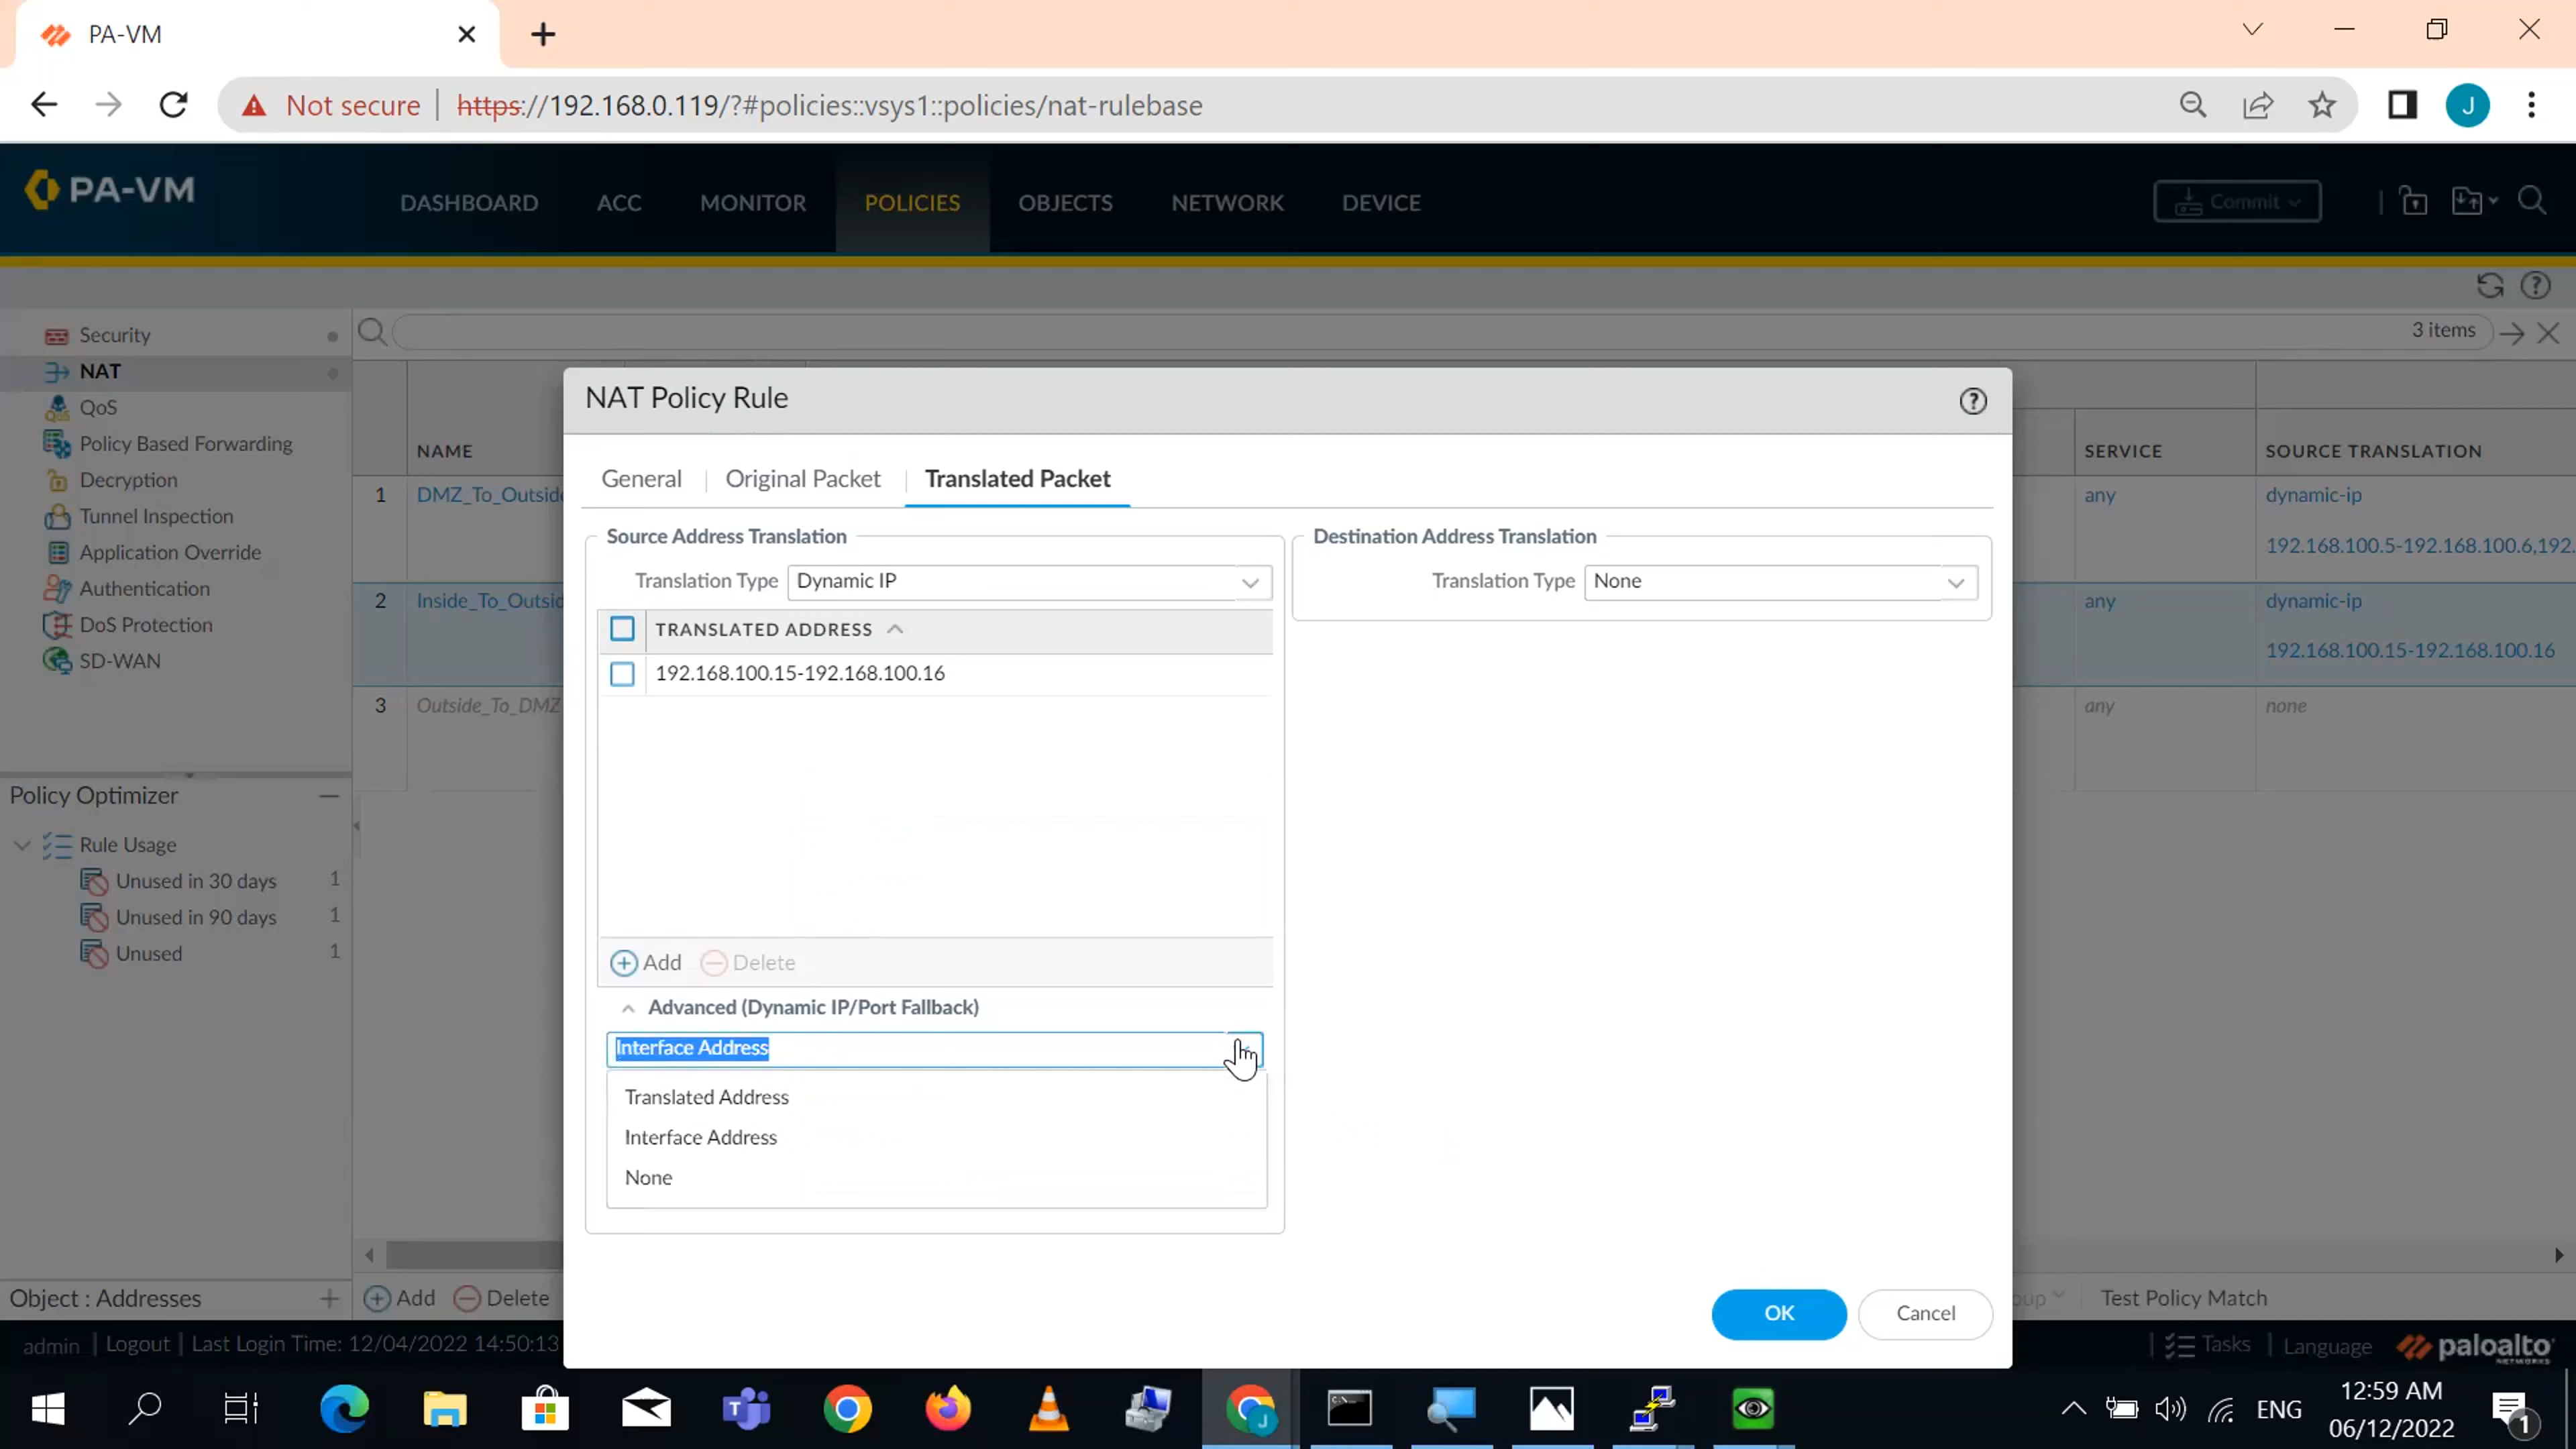 PA-VM
Not secure
https://192.168.0.119/?#policies::vsys1::policies/nat-rulebase
J
PA-VM
DASHBOARD
ACC
MONITOR
POLICIES
OBJECTS
NETWORK
DEVICE
Commit
Security
NAT
QoS
Policy Based Forwarding
Decryption
Tunnel Inspection
Application Override
Authentication
DoS Protection
SD-WAN
Policy Optimizer
Rule Usage
Unused in 30 days 1
Unused in 90 days 1
Unused 1
Object : Addresses
3 items
NAME
SERVICE
SOURCE TRANSLATION
1 DMZ_To_Outside
any
dynamic-ip
192.168.100.5-192.168.100.6,192.
2
any
dynamic-ip
192.168.100.15-192.168.100.16
3 Outside_To_DMZ
any
none
NAT Policy Rule
General
Original Packet
Translated Packet
Source Address Translation
Translation Type Dynamic IP
TRANSLATED ADDRESS
192.168.100.15-192.168.100.16
Add
Delete
Advanced (Dynamic IP/Port Fallback)
Interface Address
Translated Address
Interface Address
None
Destination Address Translation
Translation Type None
OK
Cancel
Add
Delete
Test Policy Match
admin
Logout
Last Login Time: 12/04/2022 14:50:13
Tasks
Language
paloalto
NETWORKS
ENG
12:59 AM
06/12/2022
1